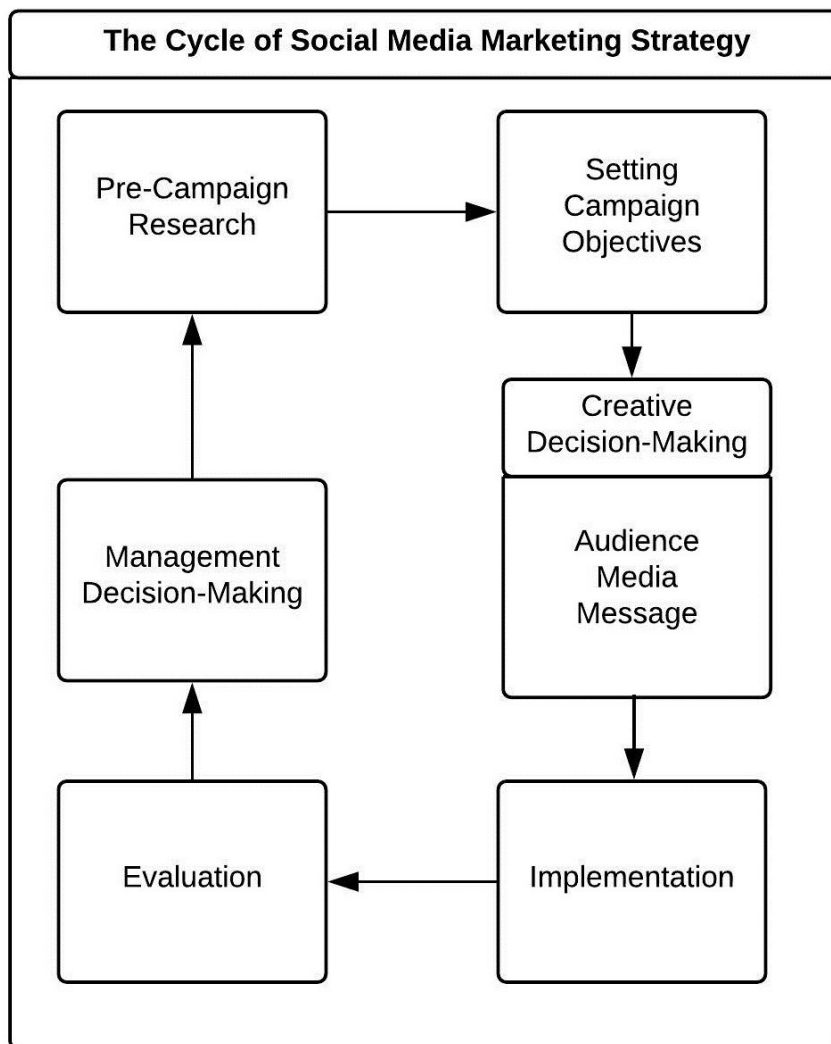 The Cycle of Social Media Marketing Strategy
Pre-Campaign
Research
Setting
Campaign
Objectives
Creative
Decision-Making
Audience
Media
Message
Management
Decision-Making
Evaluation
Implementation